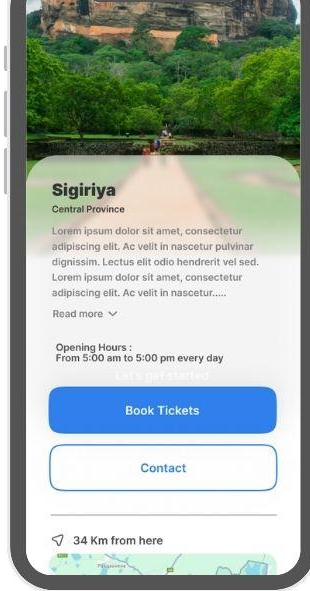 Sigiriya
Central Province
Lorem ipsum dolor sit amet, consectetur
adipiscing elit. Ac velit in nascetur pulvinar
dignissim. Lectus elit odio hendrerit vel sed.
Lorem ipsum dolor sit amet, consectetur
adipiscing elit. Ac velit in nascetur.....
Read more
Opening Hours :
From 5:00 am to 5:00 pm every day
Let's get started
Book Tickets
Contact
34 Km from here